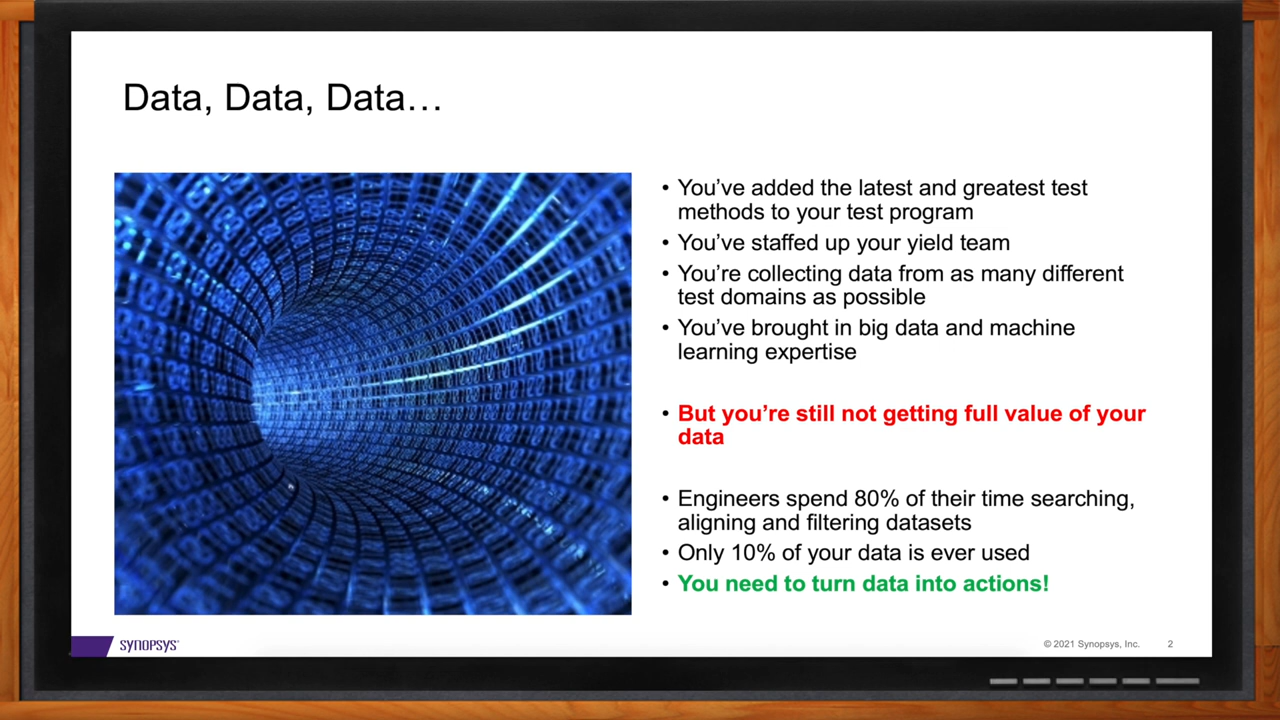 Data, Data, Data…
• You’ve added the latest and greatest test
methods to your test program
• You’ve staffed up your yield team
• You’re collecting data from as many different
test domains as possible
• You’ve brought in big data and machine
learning expertise
• But you’re still not getting full value of your
data
• Engineers spend 80% of their time searching,
aligning and filtering datasets
• Only 10% of your data is ever used
• You need to turn data into actions!
SYNOPSYS®
© 2021 Synopsys, Inc. 2